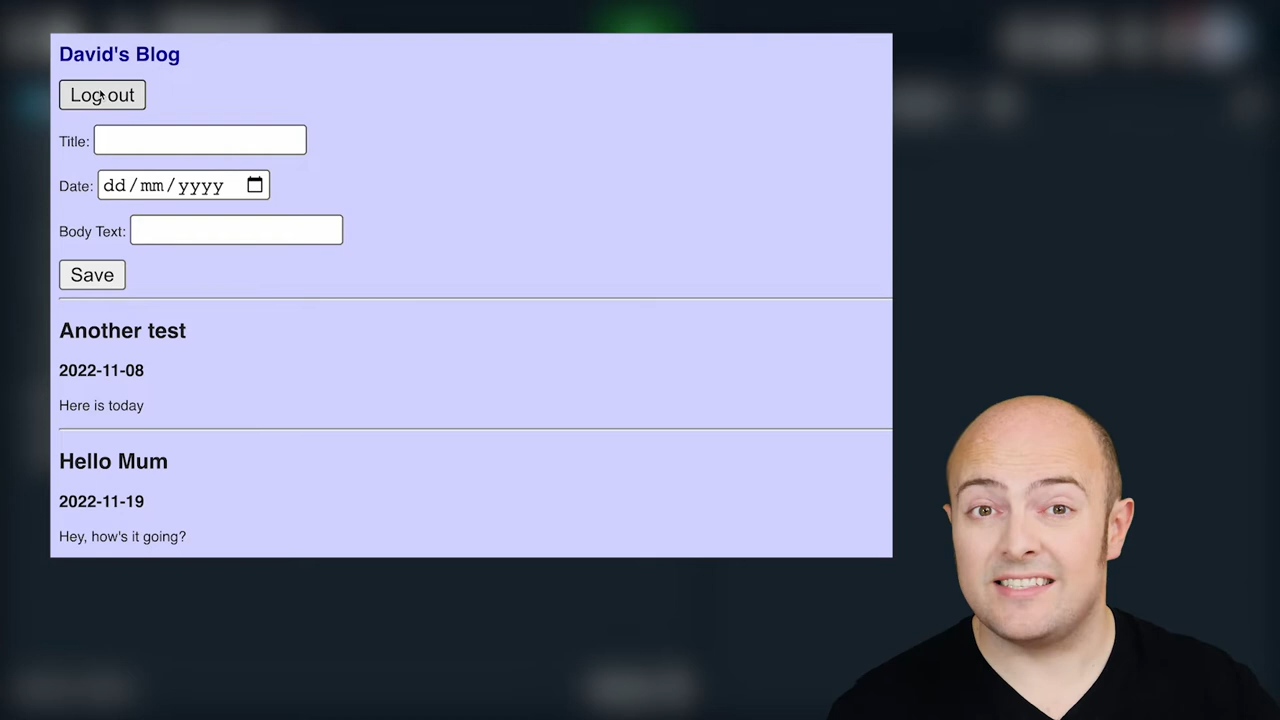 David's Blog
Log out
Title:
Date: dd/mm/yyyy
Body Text:
Save
Another test
2022-11-08
Here is today
Hello Mum
2022-11-19
Hey, how's it going?